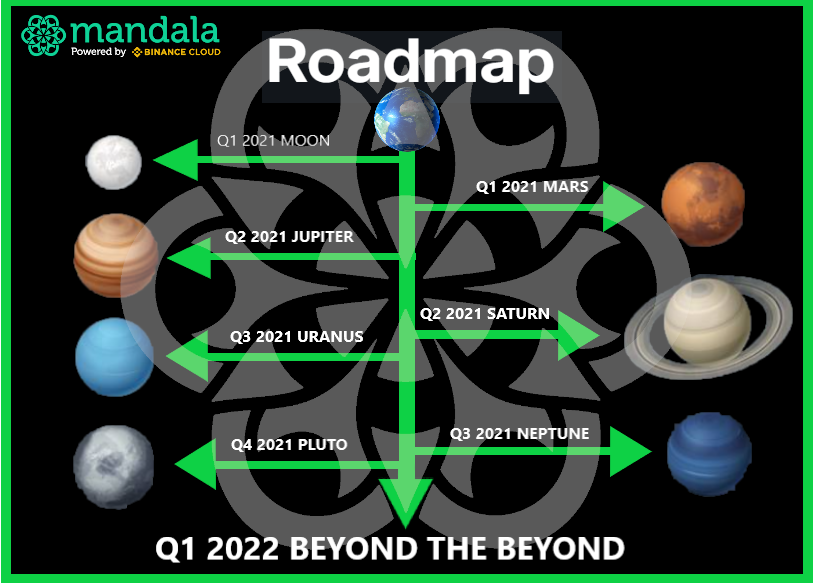 mandala
Powered by BINANCE CLOUD
Roadmap
Q1 2021 MOON
Q1 2021 MARS
Q2 2021 JUPITER
Q2 2021 SATURN
Q3 2021 URANUS
Q3 2021 NEPTUNE
Q4 2021 PLUTO
Q1 2022 BEYOND THE BEYOND